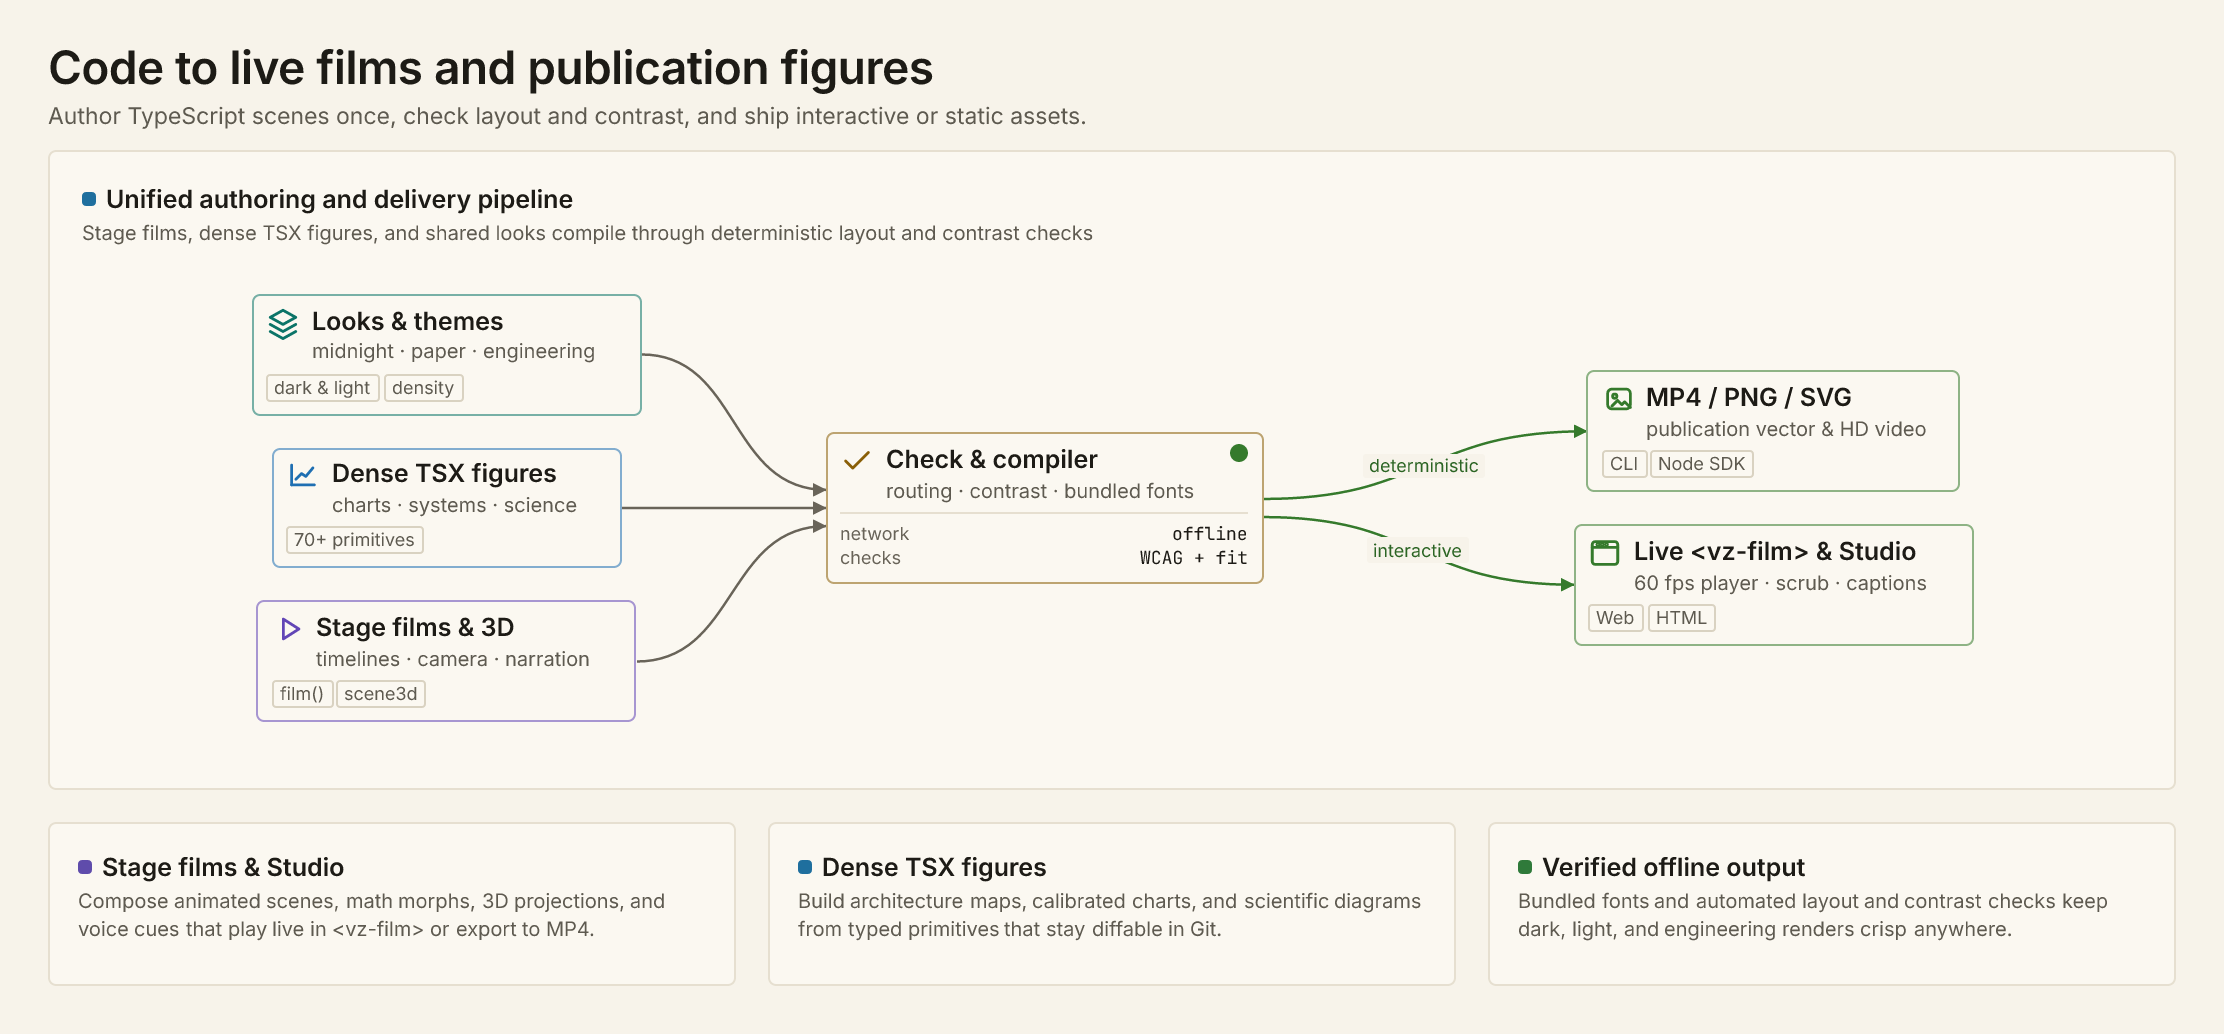 Code to live films and publication figures
Author TypeScript scenes once, check layout and contrast, and ship interactive or static assets.
Unified authoring and delivery pipeline
Stage films, dense TSX figures, and shared looks compile through deterministic layout and contrast checks
Looks & themes
midnight · paper · engineering
dark & light density
Dense TSX figures
charts · systems · science
70+ primitives
Stage films & 3D
timelines · camera · narration
film() scene3d
Check & compiler
routing · contrast · bundled fonts
network offline
checks WCAG + fit
deterministic
interactive
MP4 / PNG / SVG
publication vector & HD video
CLI Node SDK
Live <vz-film> & Studio
60 fps player · scrub · captions
Web HTML
Stage films & Studio
Compose animated scenes, math morphs, 3D projections, and
voice cues that play live in <vz-film> or export to MP4.
Dense TSX figures
Build architecture maps, calibrated charts, and scientific diagrams
from typed primitives that stay diffable in Git.
Verified offline output
Bundled fonts and automated layout and contrast checks keep
dark, light, and engineering renders crisp anywhere.